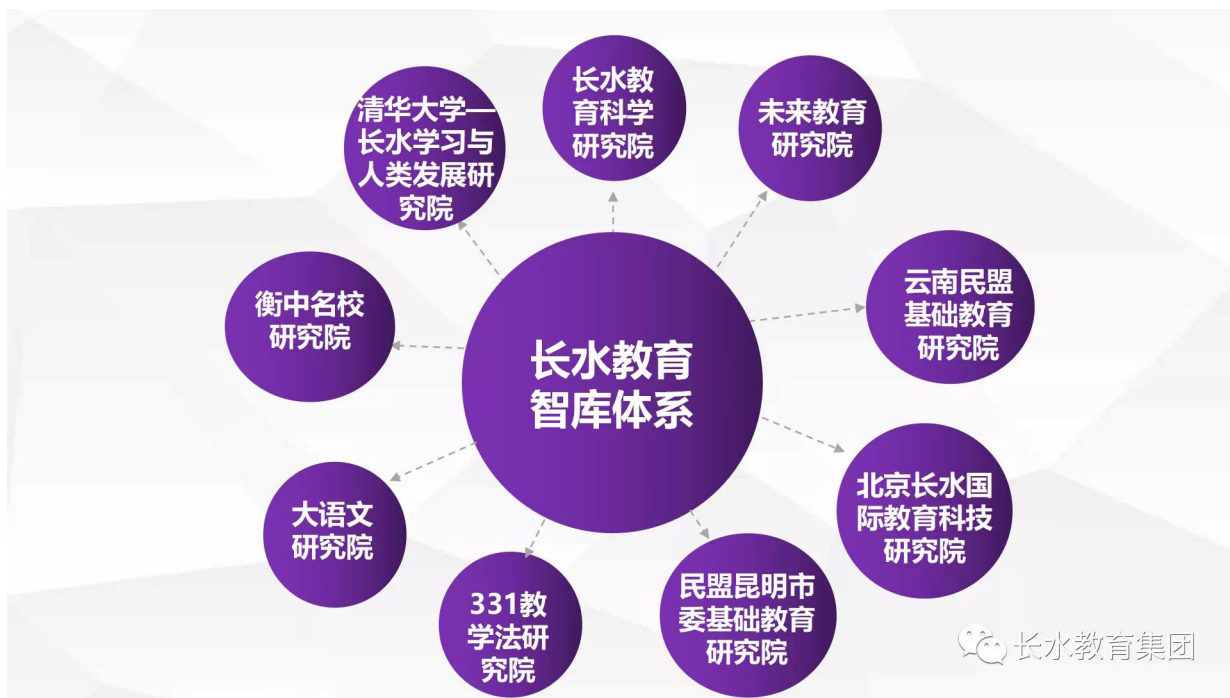 长水教
育科学
研究院
未来教育
研究院
云南民盟
基础教育
研究院
北京长水国
际教育科技
研究院
民盟昆明市
委基础教育
研究院
331教
学法研
究院
大语文
研究院
衡中名校
研究院
清华大学—
长水学习与
人类发展研
究院
长水教育
智库体系
长水教育集团